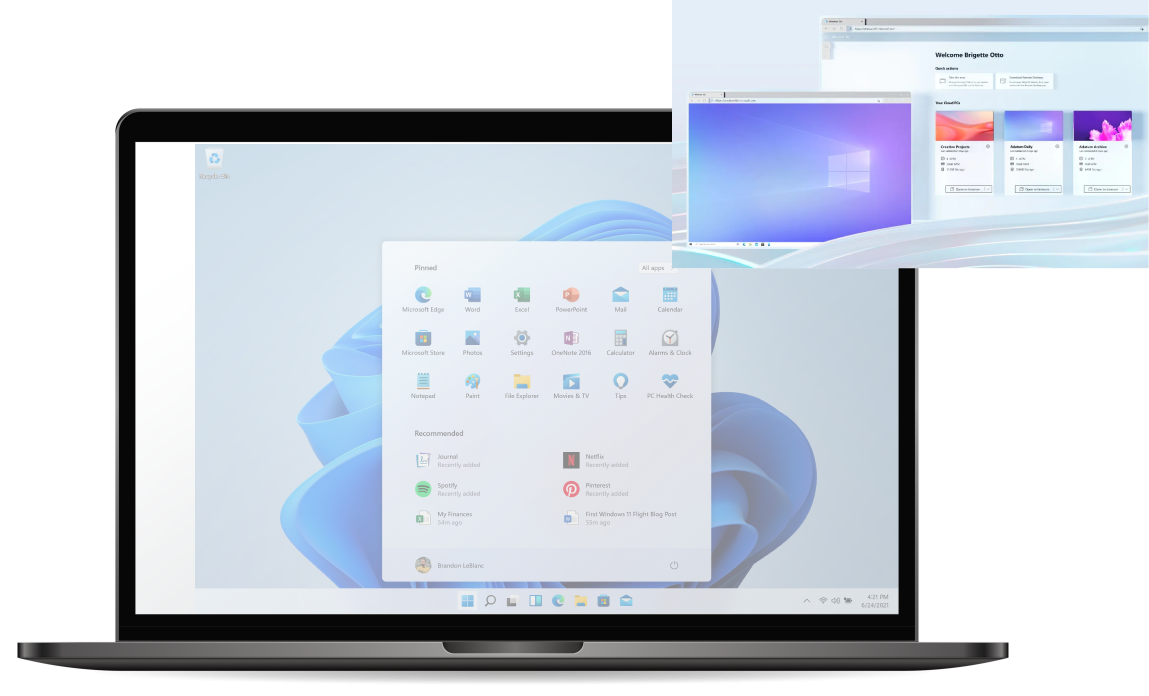 Welcome Brigette Otto
Quick actions
Your Cloud PCs
Creative Projects
Adatum Daily
Adatum Archive
Recycle Bin
Pinned
All apps
Microsoft Edge
Word
Excel
PowerPoint
Mail
Calendar
Microsoft Store
Photos
Settings
OneNote 2016
Calculator
Alarms & Clock
Notepad
Paint
File Explorer
Movies & TV
Tips
PC Health Check
Recommended
Journal
Recently added
Netflix
Recently added
Spotify
Recently added
Pinterest
Recently added
My Finances
54m ago
First Windows 11 Flight Blog Post
55m ago
Brandon LeBlanc
4:21 PM
6/24/2021